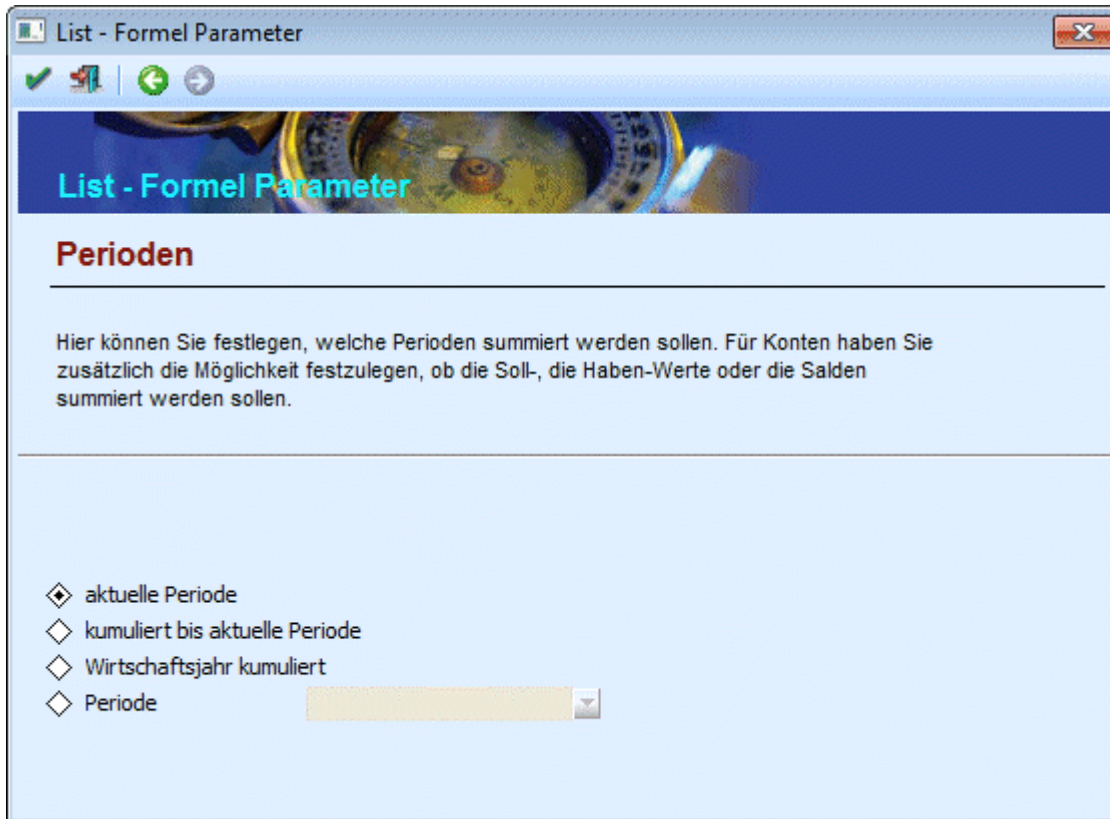 List - Formel Parameter
List - Formel Parameter
Perioden
Hier können Sie festlegen, welche Perioden summiert werden sollen. Für Konten haben Sie
zusätzlich die Möglichkeit festzulegen, ob die Soll-, die Haben-Werte oder die Salden
summiert werden sollen.
aktuelle Periode
kumuliert bis aktuelle Periode
Wirtschaftsjahr kumuliert
Periode